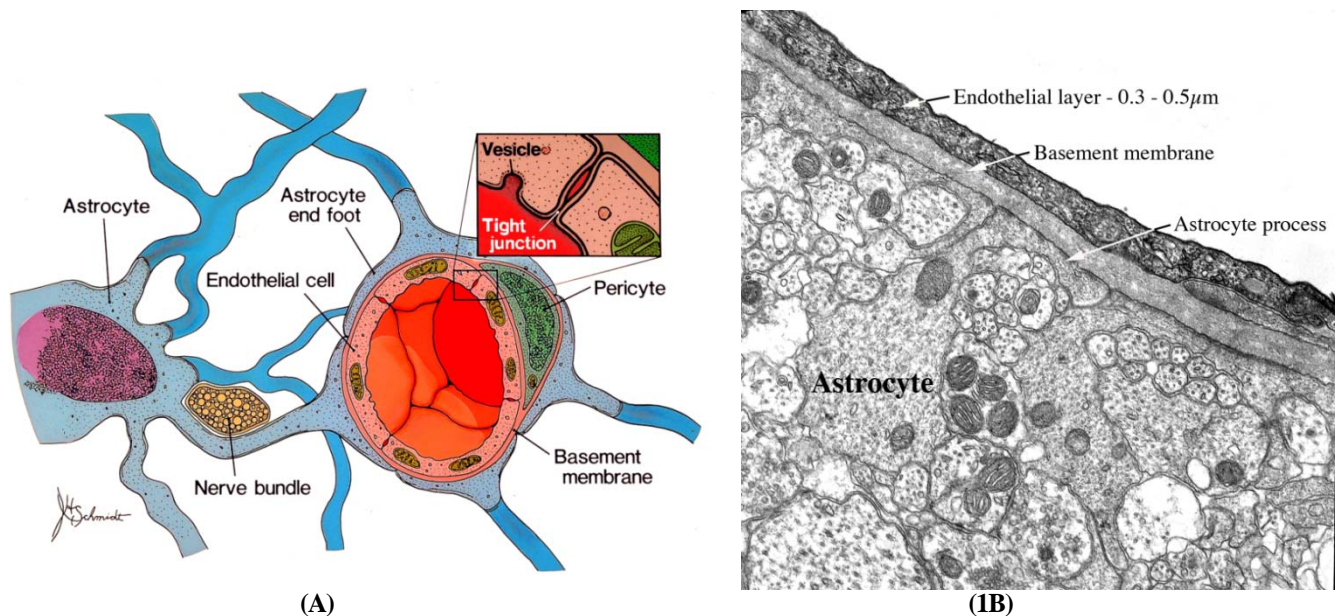 Vesicle
Tight
junction
Astrocyte
Astrocyte
end foot
Endothelial cell
Pericyte
Basement
membrane
Nerve bundle
JHSchmidt
(A)
Endothelial layer - 0.3 - 0.5µm
Basement membrane
Astrocyte process
Astrocyte
(1B)